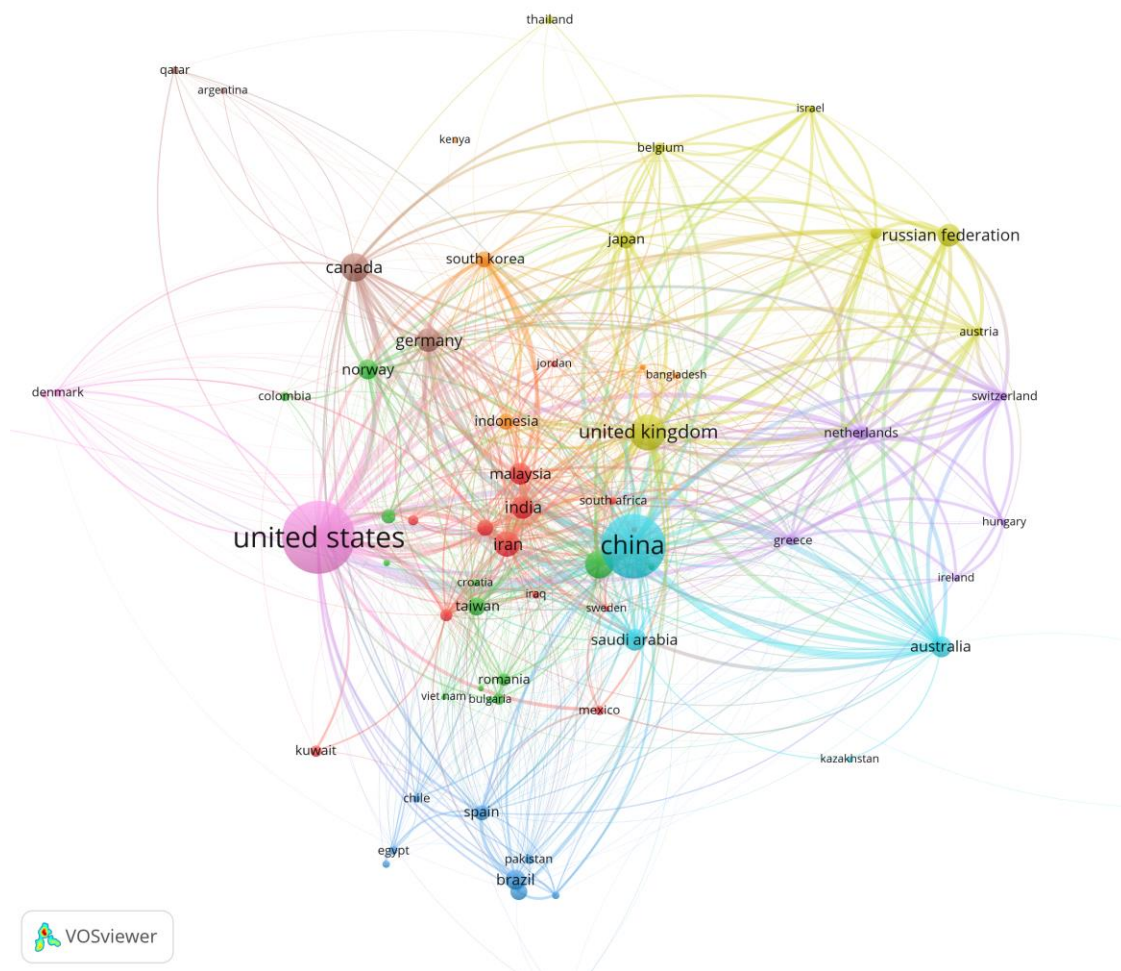 thailand
qatar
argentina
israel
kenya
belgium
russian federation
japan
south korea
canada
austria
germany
jordan
norway
bangladesh
denmark
colombia
switzerland
indonesia
united kingdom
netherlands
malaysia
south africa
india
hungary
united states
iran
china
greece
ireland
croatia
iraq
taiwan
sweden
saudi arabia
australia
romania
viet nam
bulgaria
mexico
kuwait
kazakhstan
chile
spain
egypt
pakistan
brazil
VOSviewer